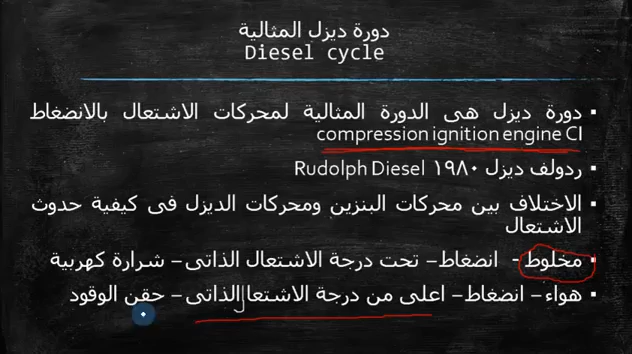 دورة ديزل المثالية
Diesel cycle
▪ دورة ديزل هى الدورة المثالية لمحركات الاشتعال بالانضغاط
compression ignition engine CI
▪ ردولف ديزل ١٩٨٠ Rudolph Diesel
▪ الاختلاف بين محركات البنزين ومحركات الديزل فى كيفية حدوث
الاشتعال
▪ مخلوط - انضغاط– تحت درجة الاشتعال الذاتى– شرارة كهربية
▪ هواء– انضغاط– اعلى من درجة الاشتعال الذاتى– حقن الوقود